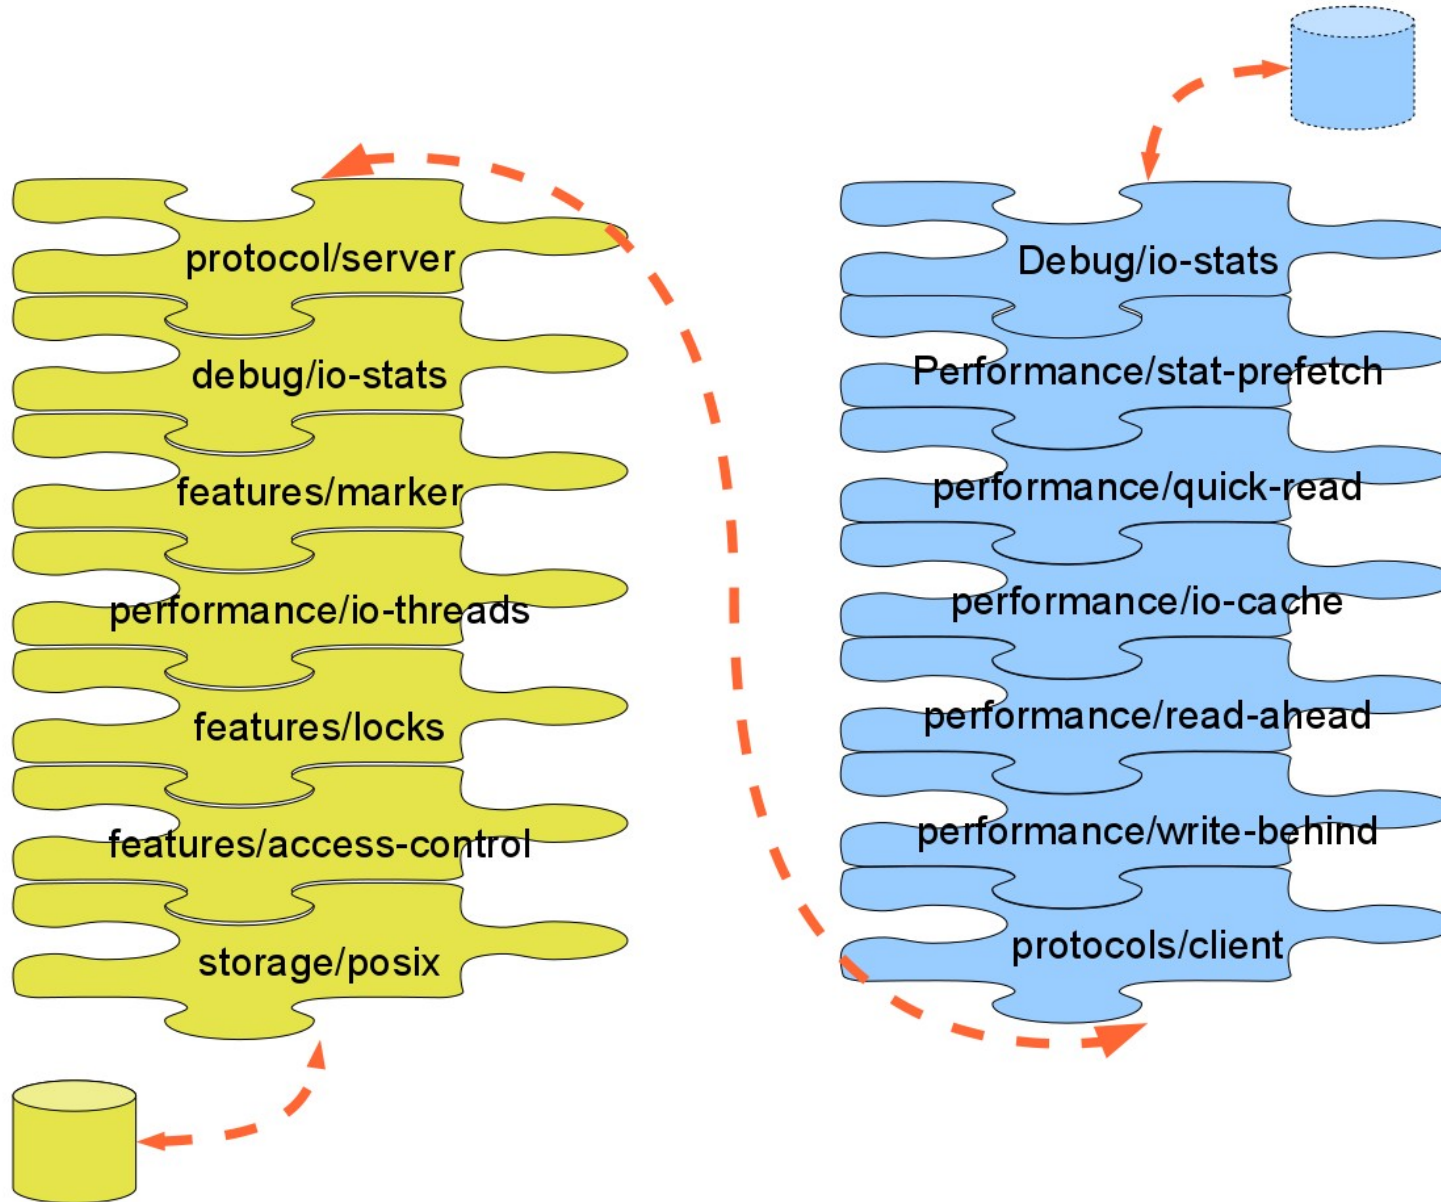 protocol/server
debug/io-stats
features/marker
performance/io-threads
features/locks
features/access-control
storage/posix
Debug/io-stats
Performance/stat-prefetch
performance/quick-read
performance/io-cache
performance/read-ahead
performance/write-behind
protocols/client